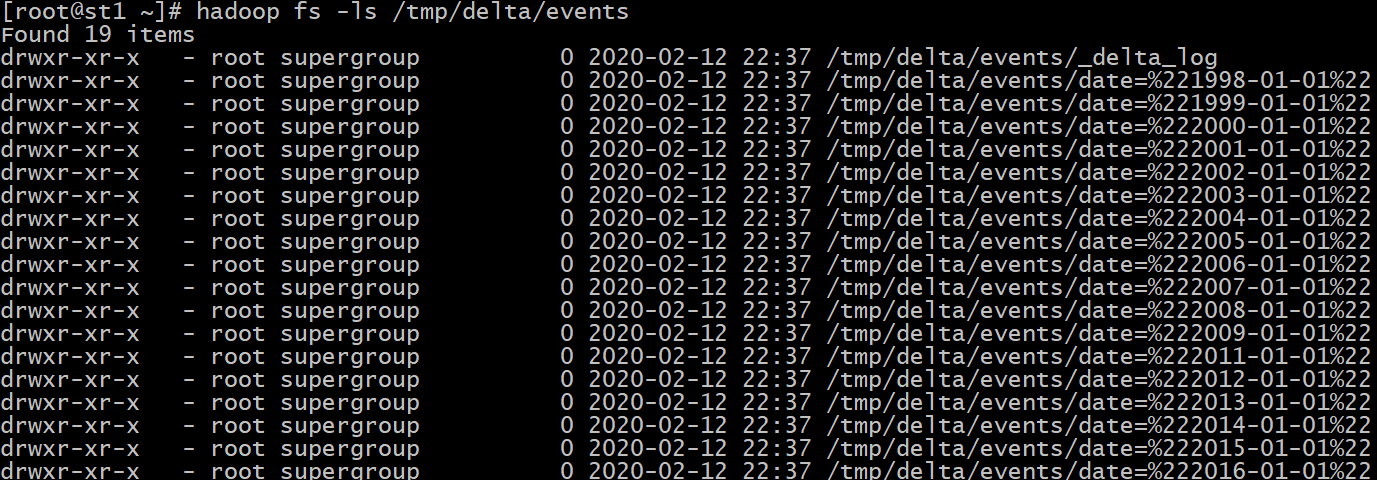 [root@st1 ~]# hadoop fs -ls /tmp/delta/events
Found 19 items
drwxr-xr-x   - root supergroup          0 2020-02-12 22:37 /tmp/delta/events/_delta_log
drwxr-xr-x   - root supergroup          0 2020-02-12 22:37 /tmp/delta/events/date=%221998-01-01%22
drwxr-xr-x   - root supergroup          0 2020-02-12 22:37 /tmp/delta/events/date=%221999-01-01%22
drwxr-xr-x   - root supergroup          0 2020-02-12 22:37 /tmp/delta/events/date=%222000-01-01%22
drwxr-xr-x   - root supergroup          0 2020-02-12 22:37 /tmp/delta/events/date=%222001-01-01%22
drwxr-xr-x   - root supergroup          0 2020-02-12 22:37 /tmp/delta/events/date=%222002-01-01%22
drwxr-xr-x   - root supergroup          0 2020-02-12 22:37 /tmp/delta/events/date=%222003-01-01%22
drwxr-xr-x   - root supergroup          0 2020-02-12 22:37 /tmp/delta/events/date=%222004-01-01%22
drwxr-xr-x   - root supergroup          0 2020-02-12 22:37 /tmp/delta/events/date=%222005-01-01%22
drwxr-xr-x   - root supergroup          0 2020-02-12 22:37 /tmp/delta/events/date=%222006-01-01%22
drwxr-xr-x   - root supergroup          0 2020-02-12 22:37 /tmp/delta/events/date=%222007-01-01%22
drwxr-xr-x   - root supergroup          0 2020-02-12 22:37 /tmp/delta/events/date=%222008-01-01%22
drwxr-xr-x   - root supergroup          0 2020-02-12 22:37 /tmp/delta/events/date=%222009-01-01%22
drwxr-xr-x   - root supergroup          0 2020-02-12 22:37 /tmp/delta/events/date=%222011-01-01%22
drwxr-xr-x   - root supergroup          0 2020-02-12 22:37 /tmp/delta/events/date=%222012-01-01%22
drwxr-xr-x   - root supergroup          0 2020-02-12 22:37 /tmp/delta/events/date=%222013-01-01%22
drwxr-xr-x   - root supergroup          0 2020-02-12 22:37 /tmp/delta/events/date=%222014-01-01%22
drwxr-xr-x   - root supergroup          0 2020-02-12 22:37 /tmp/delta/events/date=%222015-01-01%22
drwxr-xr-x   - root supergroup          0 2020-02-12 22:37 /tmp/delta/events/date=%222016-01-01%22